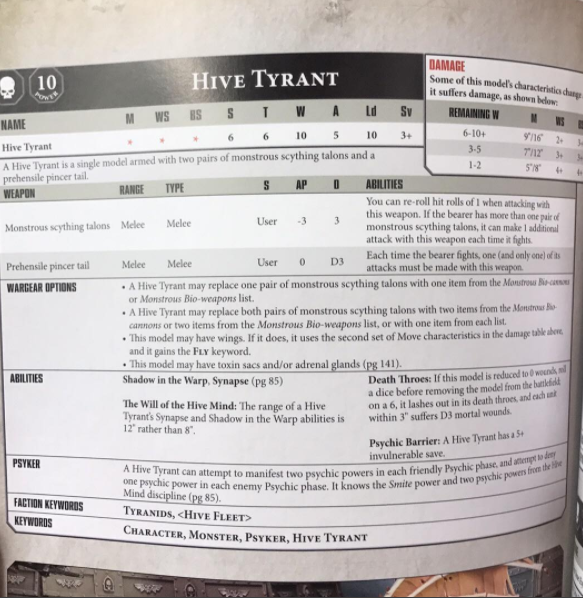 10
POWER
HIVE TYRANT
DAMAGE
Some of this model's characteristics change
it suffers damage, as shown below:
REMAINING W M WS
6-10+ 9"/16" 2+
3-5 7"/12" 3+
1-2 5"/8" 4+
NAME M WS BS S T W A Ld Sv
Hive Tyrant * * * 6 6 10 5 10 3+
A Hive Tyrant is a single model armed with two pairs of monstrous scything talons and a
prehensile pincer tail.
WEAPON RANGE TYPE S AP D ABILITIES
Monstrous scything talons Melee Melee User -3 3 You can re-roll hit rolls of 1 when attacking with
this weapon. If the bearer has more than one pair of
monstrous scything talons, it can make 1 additional
attack with this weapon each time it fights.
Prehensile pincer tail Melee Melee User 0 D3 Each time the bearer fights, one (and only one) of its
attacks must be made with this weapon.
WARGEAR OPTIONS
• A Hive Tyrant may replace one pair of monstrous scything talons with one item from the Monstrous Bio-cannons
or Monstrous Bio-weapons list.
• A Hive Tyrant may replace both pairs of monstrous scything talons with two items from the Monstrous Bio-
cannons or two items from the Monstrous Bio-weapons list, or with one item from each list.
• This model may have wings. If it does, it uses the second set of Move characteristics in the damage table above,
and it gains the FLY keyword.
• This model may have toxin sacs and/or adrenal glands (pg 141).
ABILITIES
Shadow in the Warp, Synapse (pg 85)
The Will of the Hive Mind: The range of a Hive
Tyrant's Synapse and Shadow in the Warp abilities is
12" rather than 8".
Death Throes: If this model is reduced to 0 wounds, roll
a dice before removing the model from the battlefield;
on a 6, it lashes out in its death throes, and each unit
within 3" suffers D3 mortal wounds.
Psychic Barrier: A Hive Tyrant has a 5+
invulnerable save.
PSYKER
A Hive Tyrant can attempt to manifest two psychic powers in each friendly Psychic phase, and attempt to deny
one psychic power in each enemy Psychic phase. It knows the Smite power and two psychic powers from the Hive
Mind discipline (pg 85).
FACTION KEYWORDS
TYRANIDS, <HIVE FLEET>
KEYWORDS
CHARACTER, MONSTER, PSYKER, HIVE TYRANT